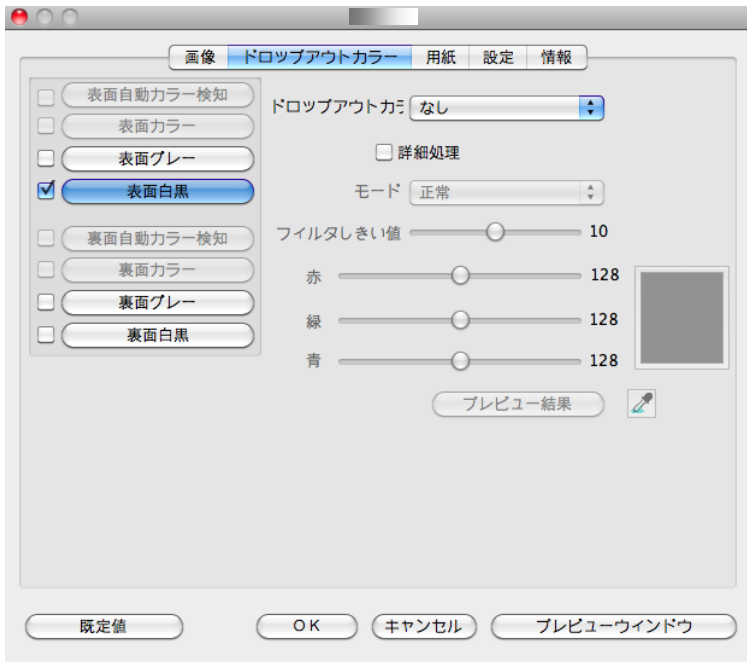 画像 ドロップアウトカラー 用紙 設定 情報
表面自動カラー検知
表面カラー
表面グレー
表面白黒
裏面自動カラー検知
裏面カラー
裏面グレー
裏面白黒
ドロップアウトカラ なし
詳細処理
モード 正常
フィルタしきい値 10
赤 128
緑 128
青 128
プレビュー結果
既定値 OK キャンセル プレビューウィンドウ